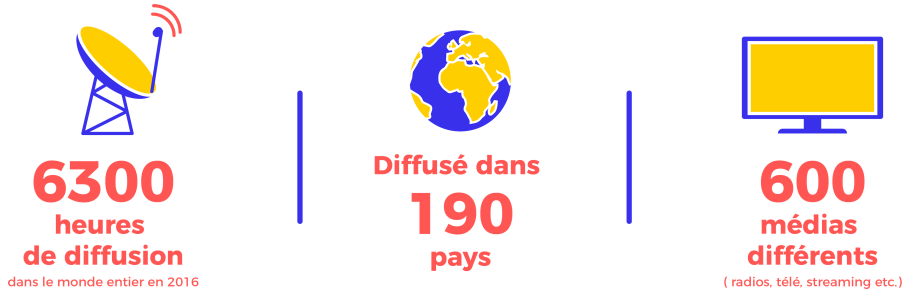 6300
heures
de diffusion
dans le monde entier en 2016
Diffusé dans
190
pays
600
médias
différents
( radios, télé, streaming etc.)